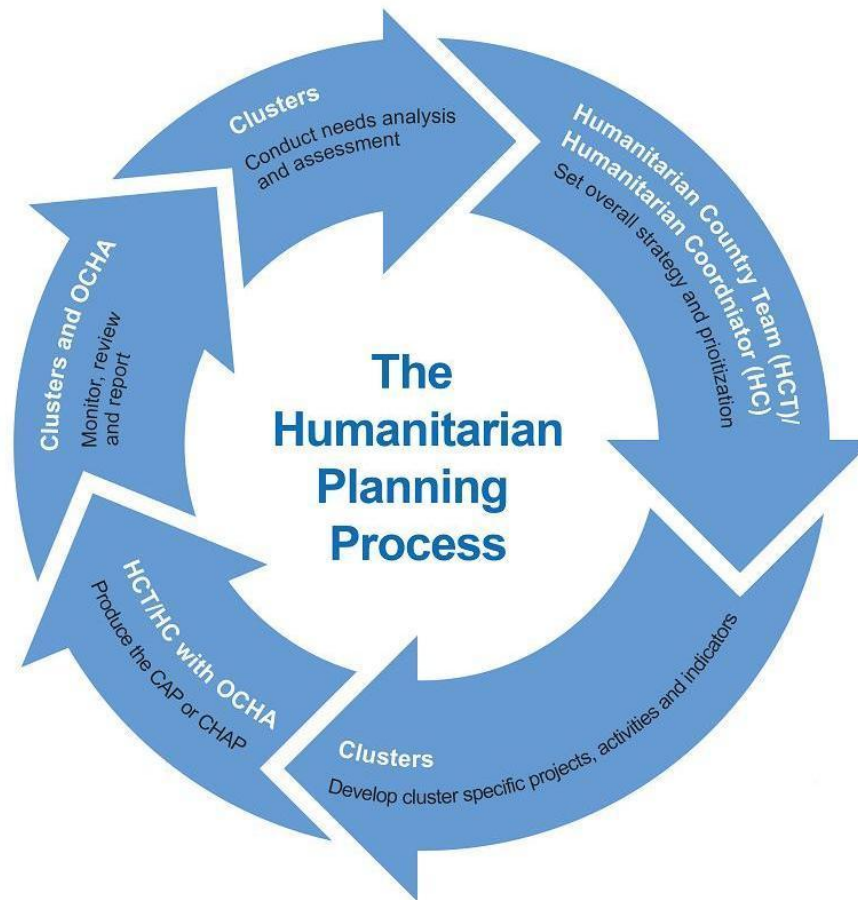 The
Humanitarian
Planning
Process
Clusters
Conduct needs analysis
and assessment
Humanitarian Country Team (HCT)/
Humanitarian Coordniator (HC)
Set overall strategy and prioitization
Clusters
Develop cluster specific projects, activities and indicators
HCT/HC with OCHA
Produce the CAP or CHAP
Clusters and OCHA
Monitor, review
and report